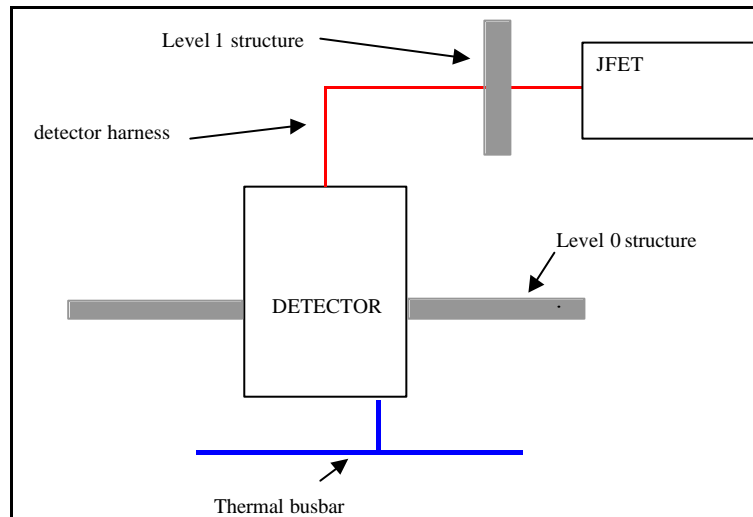 Level 1 structure
JFET
detector harness
Level 0 structure
DETECTOR
Thermal busbar